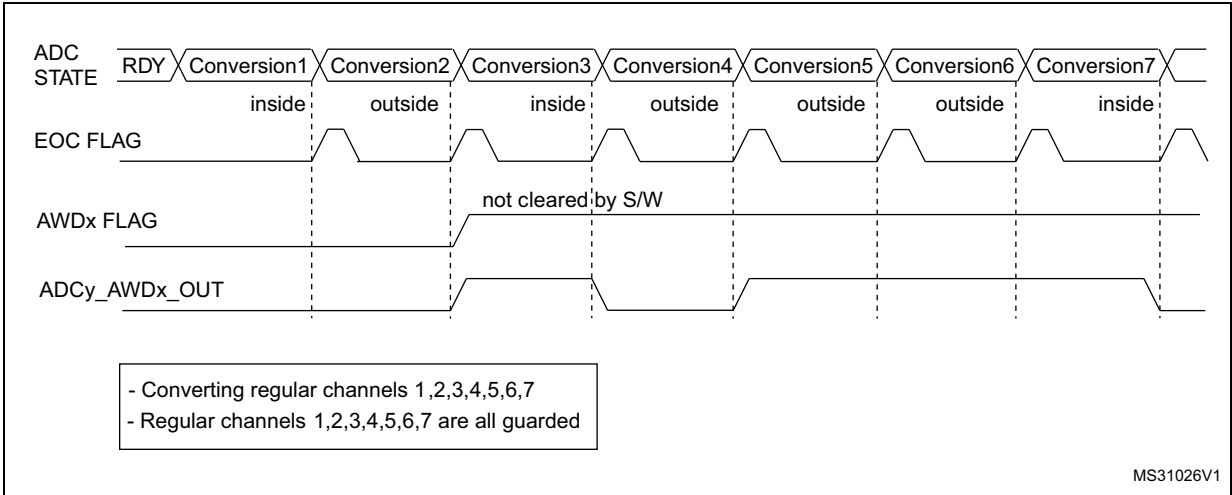 ADC
STATE
RDY Conversion1 Conversion2 Conversion3 Conversion4 Conversion5 Conversion6 Conversion7
inside outside inside outside outside outside inside
EOC FLAG
not cleared by S/W
AWDx FLAG
ADCy_AWDx_OUT
- Converting regular channels 1,2,3,4,5,6,7
- Regular channels 1,2,3,4,5,6,7 are all guarded
MS31026V1